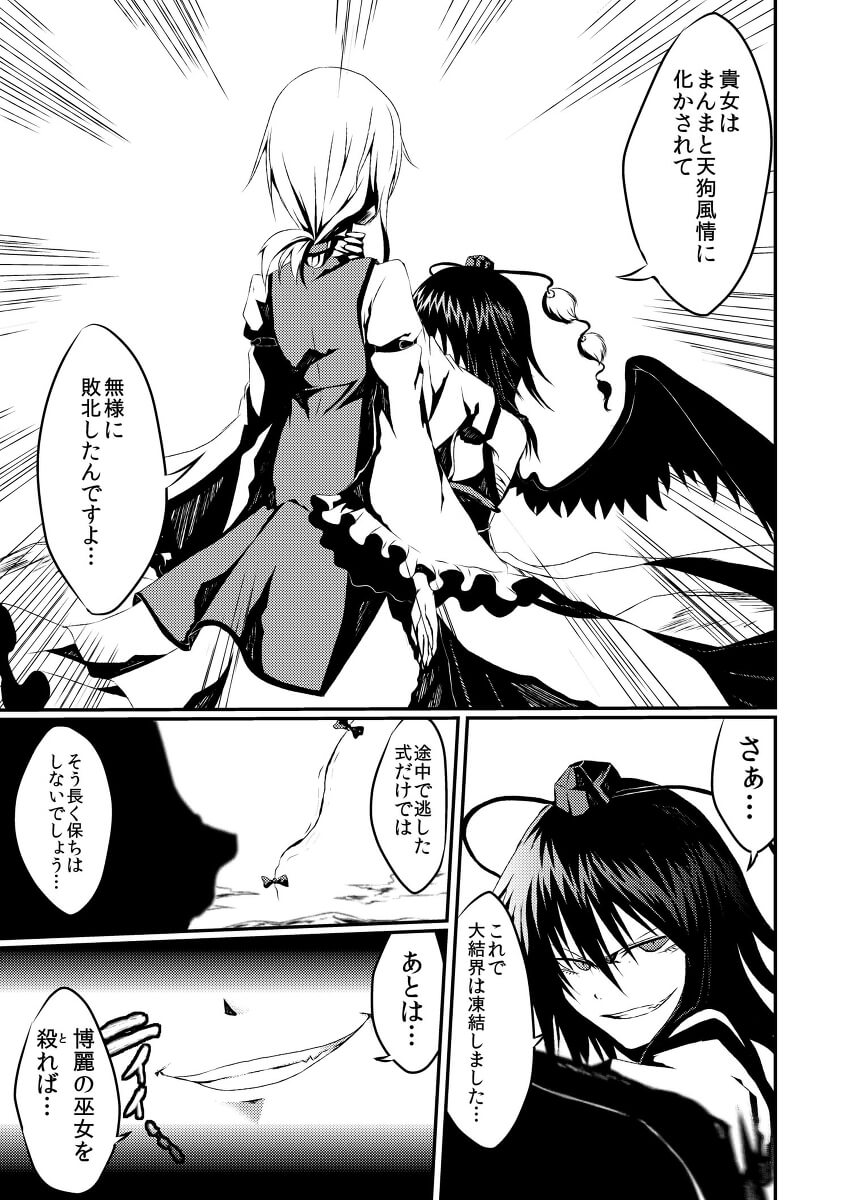 貴女は
まんまと天狗風情に
化かされて
無様に
敗北したんですよ…
さぁ…
これで
大結界は凍結しました…
途中で逃した
式だけでは
そう長く保ちは
しないでしょう…
あとは…
博麗の巫女を
殺れば…
と
ニィィ…